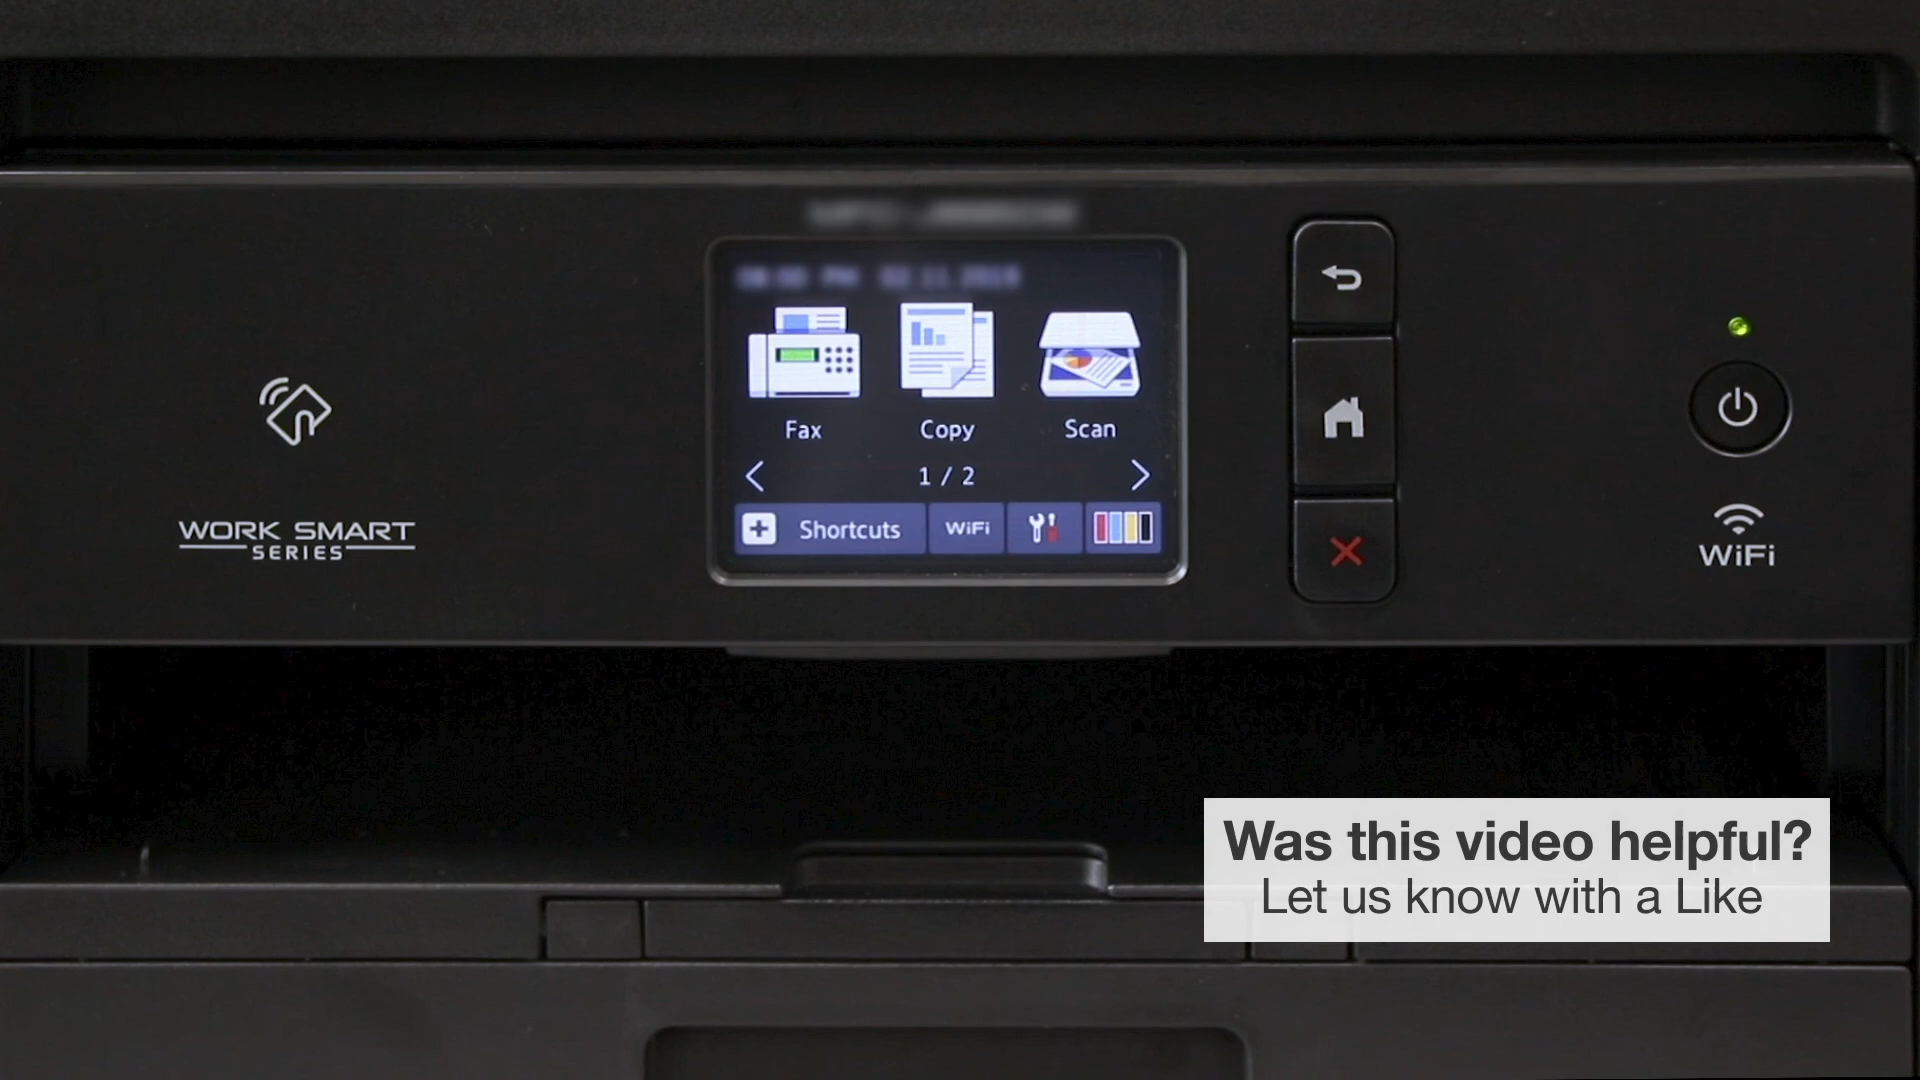 Fax Copy Scan
1 / 2
Shortcuts WiFi
WORK SMART
SERIES
WiFi
Was this video helpful?
Let us know with a Like